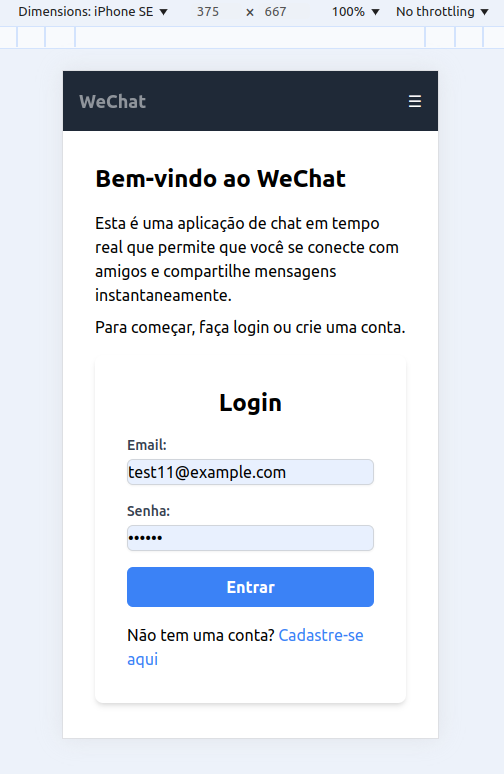 Dimensions: iPhone SE ▼ 375 × 667 100% ▼ No throttling ▼
WeChat ☰
Bem-vindo ao WeChat
Esta é uma aplicação de chat em tempo
real que permite que você se conecte com
amigos e compartilhe mensagens
instantaneamente.
Para começar, faça login ou crie uma conta.
Login
Email:
test11@example.com
Senha:
••••••
Entrar
Não tem uma conta? Cadastre-se
aqui